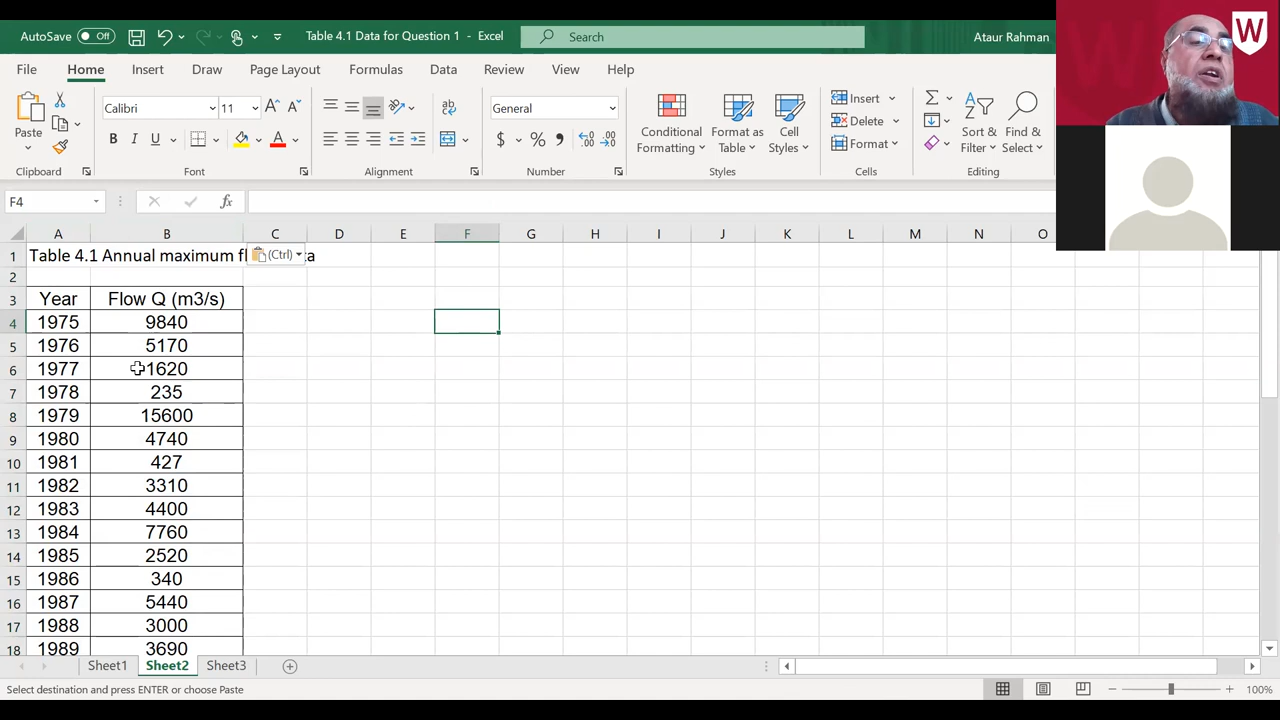 AutoSave Off Table 4.1 Data for Question 1 - Excel Search Ataur Rahman W
File Home Insert Draw Page Layout Formulas Data Review View Help
Paste Calibri 11 General Conditional Formatting Format as Table Cell Styles Insert Delete Format Sort & Filter Find & Select
Clipboard Font Alignment Number Styles Cells Editing
F4 fx
A B C D E F G H I J K L M N O
1 Table 4.1 Annual maximum (Ctrl)
2
3 Year Flow Q (m3/s)
4 1975 9840
5 1976 5170
6 1977 1620
7 1978 235
8 1979 15600
9 1980 4740
10 1981 427
11 1982 3310
12 1983 4400
13 1984 7760
14 1985 2520
15 1986 340
16 1987 5440
17 1988 3000
18 1989 3690
Sheet1 Sheet2 Sheet3
Select destination and press ENTER or choose Paste 100%